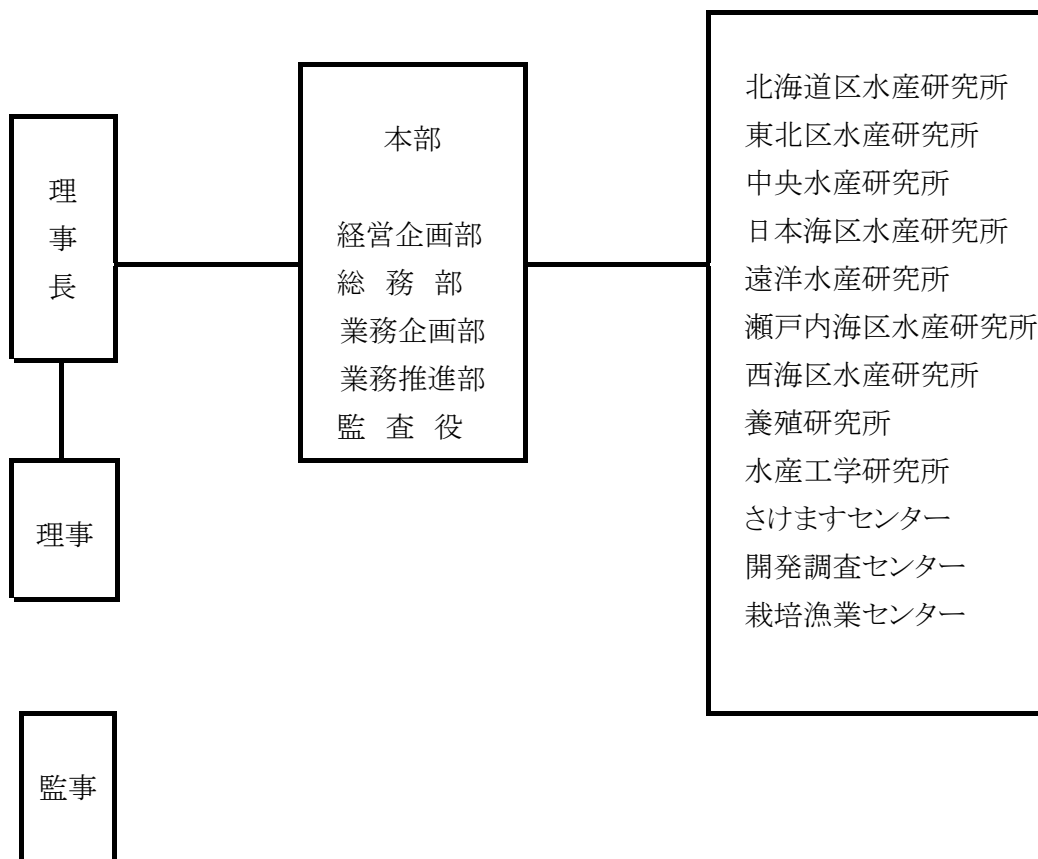 理
事
長
理事
監事
本部
経営企画部
総 務 部
業務企画部
業務推進部
監 査 役
北海道区水産研究所
東北区水産研究所
中央水産研究所
日本海区水産研究所
遠洋水産研究所
瀬戸内海区水産研究所
西海区水産研究所
養殖研究所
水産工学研究所
さけますセンター
開発調査センター
栽培漁業センター